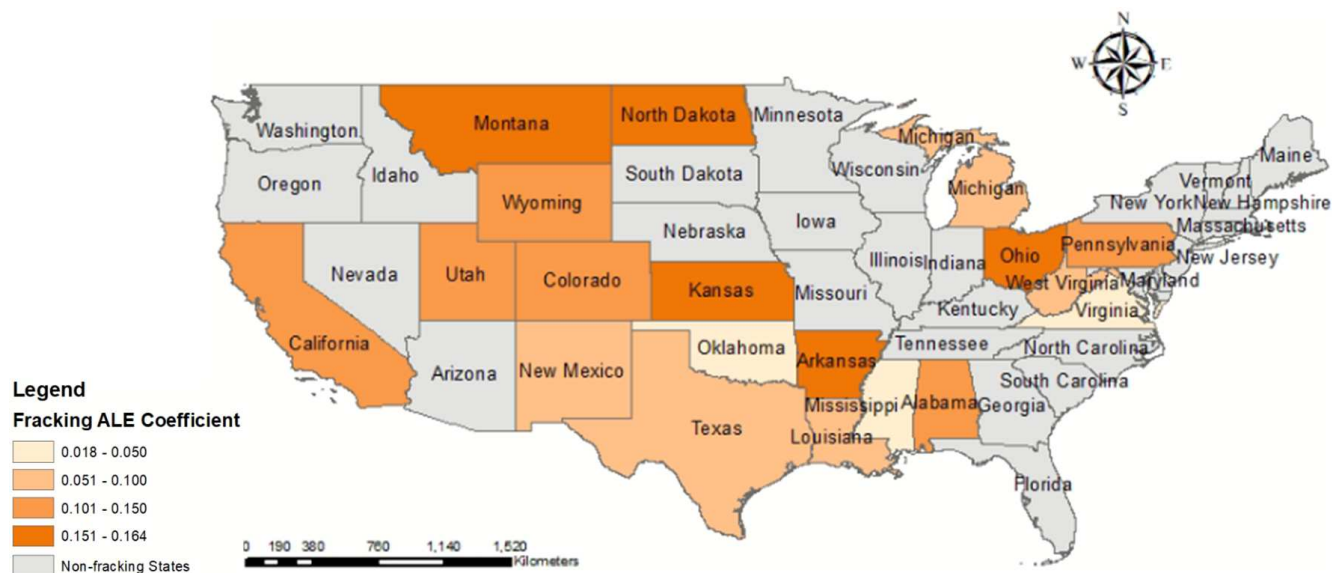 N
W E
S
Washington
Montana
North Dakota
Minnesota
Michigan
Maine
Oregon
Idaho
South Dakota
Wisconsin
Michigan
Vermont
Wyoming
New York
New Hampshire
Iowa
Massachusetts
Nebraska
Pennsylvania
Nevada
Utah
Colorado
Illinois
Indiana
Ohio
New Jersey
Kansas
Missouri
West Virginia
Maryland
Kentucky
Virginia
California
Oklahoma
Tennessee
North Carolina
Arizona
New Mexico
Arkansas
South Carolina
Mississippi
Alabama
Georgia
Texas
Louisiana
Florida
Legend
Fracking ALE Coefficient
0.018 - 0.050
0.051 - 0.100
0.101 - 0.150
0.151 - 0.164
Non-fracking States
0 190 380 760 1,140 1,520
Kilometers